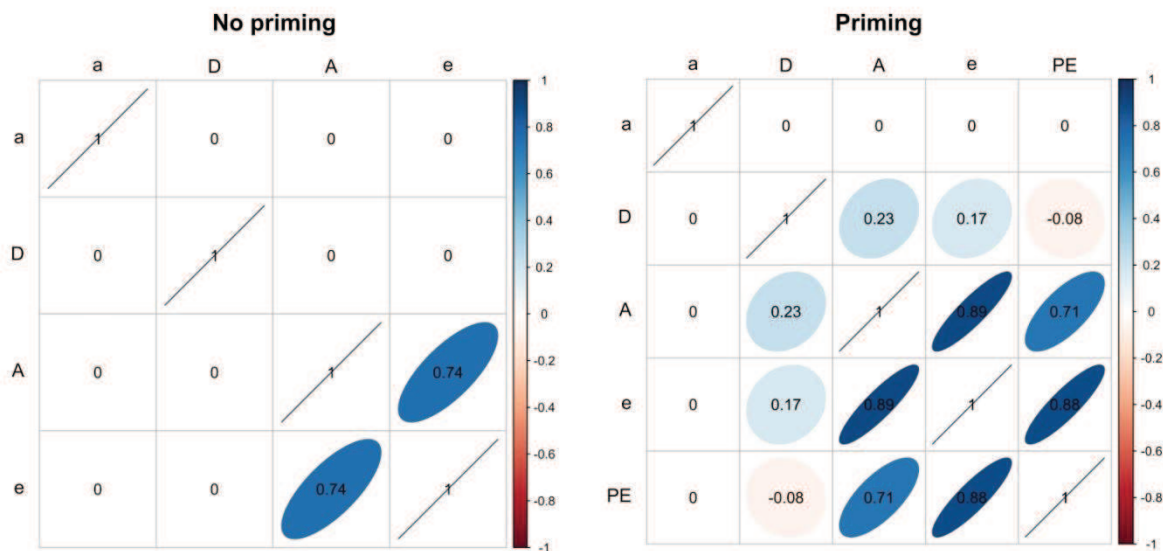 No priming
a D A e
a 1 0 0 0
D 0 1 0 0
A 0 0 1 0.74
e 0 0 0.74 1
1
0.8
0.6
0.4
0.2
0
-0.2
-0.4
-0.6
-0.8
-1
Priming
a D A e PE
a 1 0 0 0 0
D 0 1 0.23 0.17 -0.08
A 0 0.23 1 0.89 0.71
e 0 0.17 0.89 1 0.88
PE 0 -0.08 0.71 0.88 1
1
0.8
0.6
0.4
0.2
0
-0.2
-0.4
-0.6
-0.8
-1